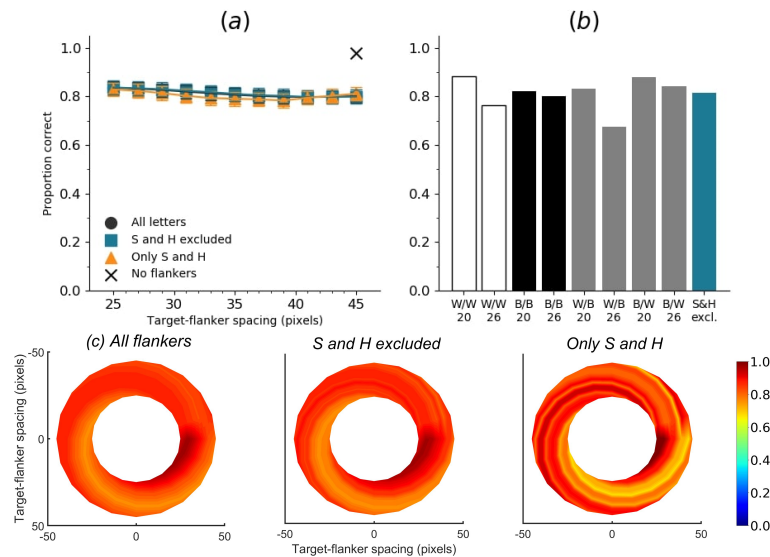 (a)
1.0
0.8
0.6
0.4
0.2
0.0
Proportion correct
All letters
S and H excluded
Only S and H
No flankers
25 30 35 40 45
Target-flanker spacing (pixels)
(b)
1.0
0.8
0.6
0.4
0.2
0.0
W/W W/W B/B B/B W/B W/B B/W B/W S&H
20 26 20 26 20 26 20 26 excl.
(c) All flankers
S and H excluded
Only S and H
-50
0
50
Target-flanker spacing (pixels)
-50 0 50
-50 0 50
-50 0 50
Target-flanker spacing (pixels)
1.0
0.8
0.6
0.4
0.2
0.0